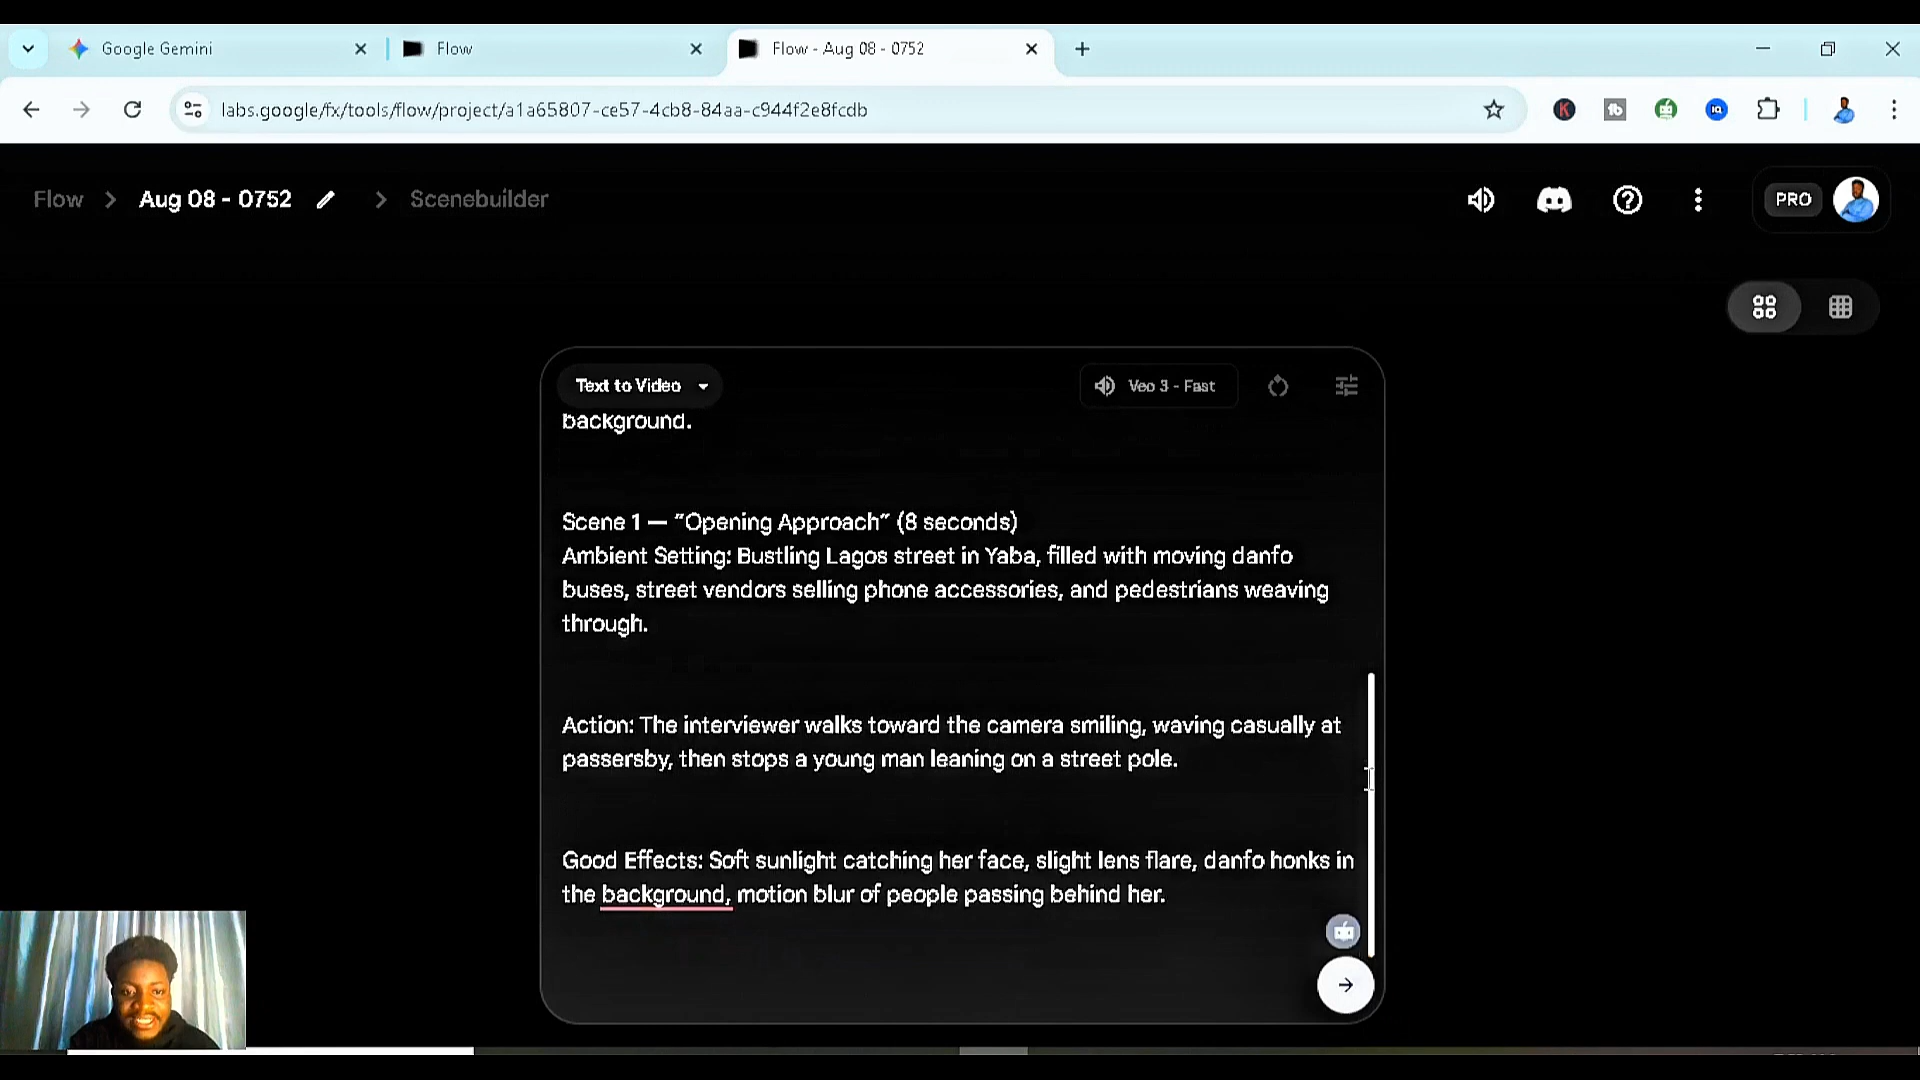 Google Gemini
Flow
Flow - Aug 08 - 0752
labs.google/fx/tools/flow/project/a1a65807-ce57-4cb8-84aa-c944f2e8fcdb
Flow > Aug 08 - 0752 > Scenebuilder
PRO
Text to Video
Veo 3 - Fast
background.
Scene 1 — "Opening Approach" (8 seconds)
Ambient Setting: Bustling Lagos street in Yaba, filled with moving danfo
buses, street vendors selling phone accessories, and pedestrians weaving
through.
Action: The interviewer walks toward the camera smiling, waving casually at
passersby, then stops a young man leaning on a street pole.
Good Effects: Soft sunlight catching her face, slight lens flare, danfo honks in
the background, motion blur of people passing behind her.